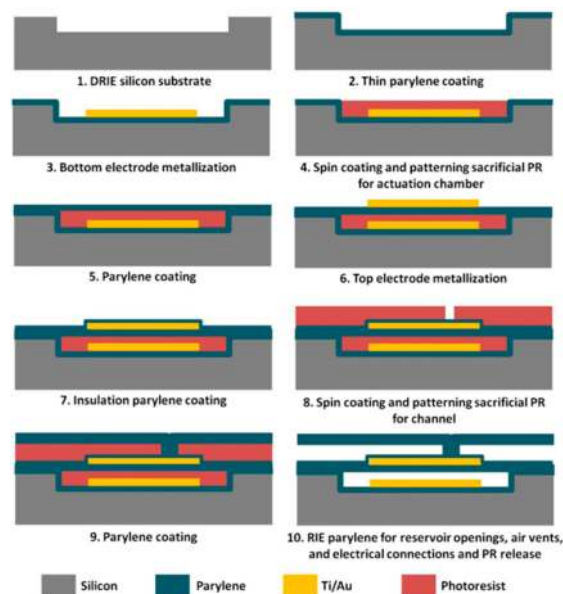 1. DRIE silicon substrate
2. Thin parylene coating
3. Bottom electrode metallization
4. Spin coating and patterning sacrificial PR
for actuation chamber
5. Parylene coating
6. Top electrode metallization
7. Insulation parylene coating
8. Spin coating and patterning sacrificial PR
for channel
9. Parylene coating
10. RIE parylene for reservoir openings, air vents,
and electrical connections and PR release
Silicon
Parylene
Ti/Au
Photoresist